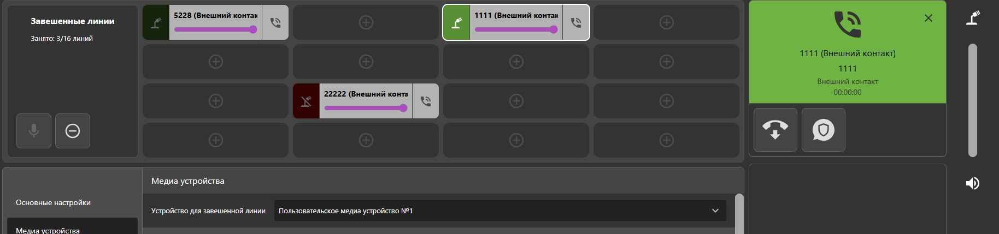 Завешенные линии
Занято: 3/16 линий
5228 (Внешний контак
1111 (Внешний контак
22222 (Внешний конта
1111 (Внешний контакт)
1111
Внешний контакт
00:00:00
Медиа устройства
Основные настройки
Устройство для завешенной линии
Пользовательское медиа устройство №1
Медиа устройства